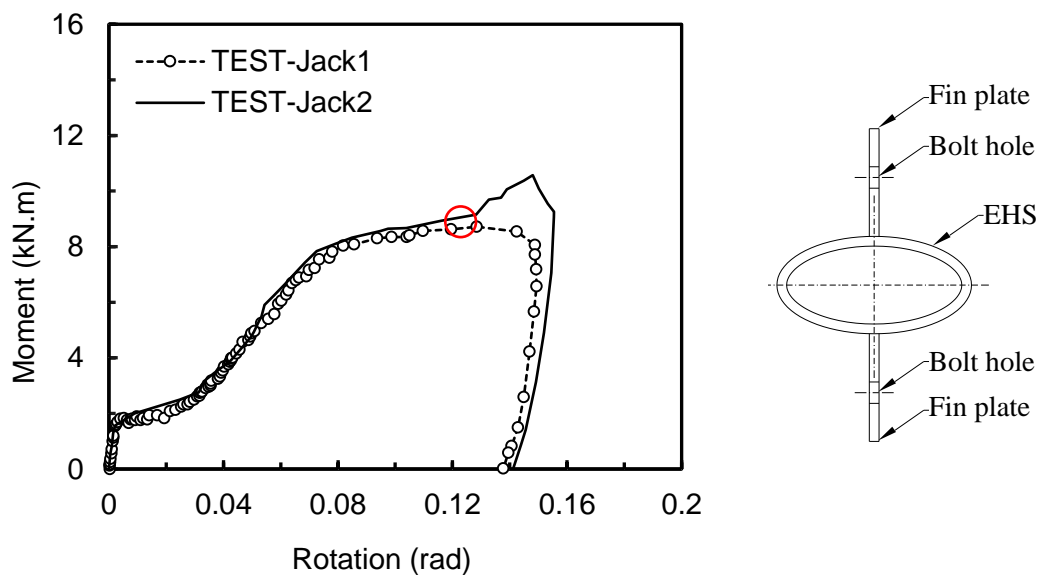 16
12
8
4
0
Moment (kN.m)
TEST-Jack1
TEST-Jack2
0 0.04 0.08 0.12 0.16 0.2
Rotation (rad)
Fin plate
Bolt hole
EHS
Bolt hole
Fin plate